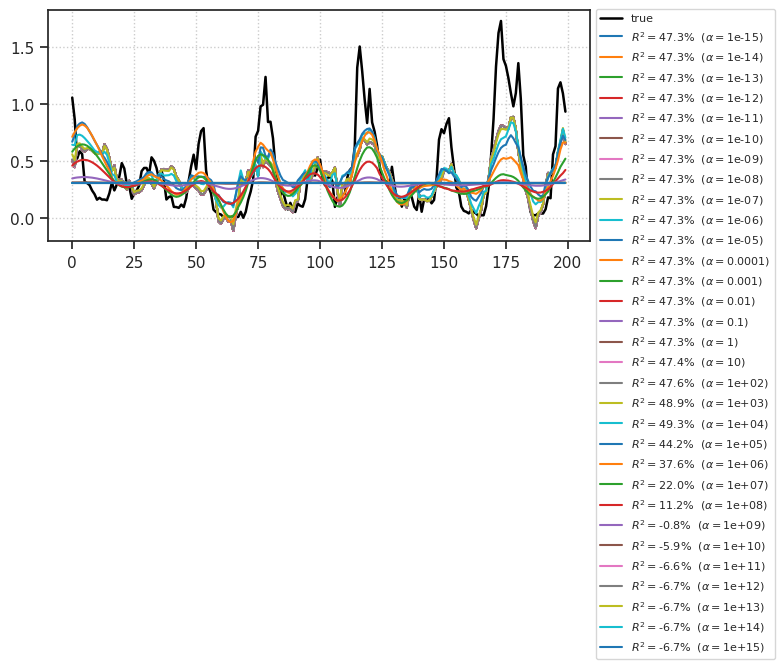 1.5
1.0
0.5
0.0
0 25 50 75 100 125 150 175 200
true
R² = 47.3% (α = 1e-15)
R² = 47.3% (α = 1e-14)
R² = 47.3% (α = 1e-13)
R² = 47.3% (α = 1e-12)
R² = 47.3% (α = 1e-11)
R² = 47.3% (α = 1e-10)
R² = 47.3% (α = 1e-09)
R² = 47.3% (α = 1e-08)
R² = 47.3% (α = 1e-07)
R² = 47.3% (α = 1e-06)
R² = 47.3% (α = 1e-05)
R² = 47.3% (α = 0.0001)
R² = 47.3% (α = 0.001)
R² = 47.3% (α = 0.01)
R² = 47.3% (α = 0.1)
R² = 47.3% (α = 1)
R² = 47.4% (α = 10)
R² = 47.6% (α = 1e+02)
R² = 48.9% (α = 1e+03)
R² = 49.3% (α = 1e+04)
R² = 44.2% (α = 1e+05)
R² = 37.6% (α = 1e+06)
R² = 22.0% (α = 1e+07)
R² = 11.2% (α = 1e+08)
R² = -0.8% (α = 1e+09)
R² = -5.9% (α = 1e+10)
R² = -6.6% (α = 1e+11)
R² = -6.7% (α = 1e+12)
R² = -6.7% (α = 1e+13)
R² = -6.7% (α = 1e+14)
R² = -6.7% (α = 1e+15)